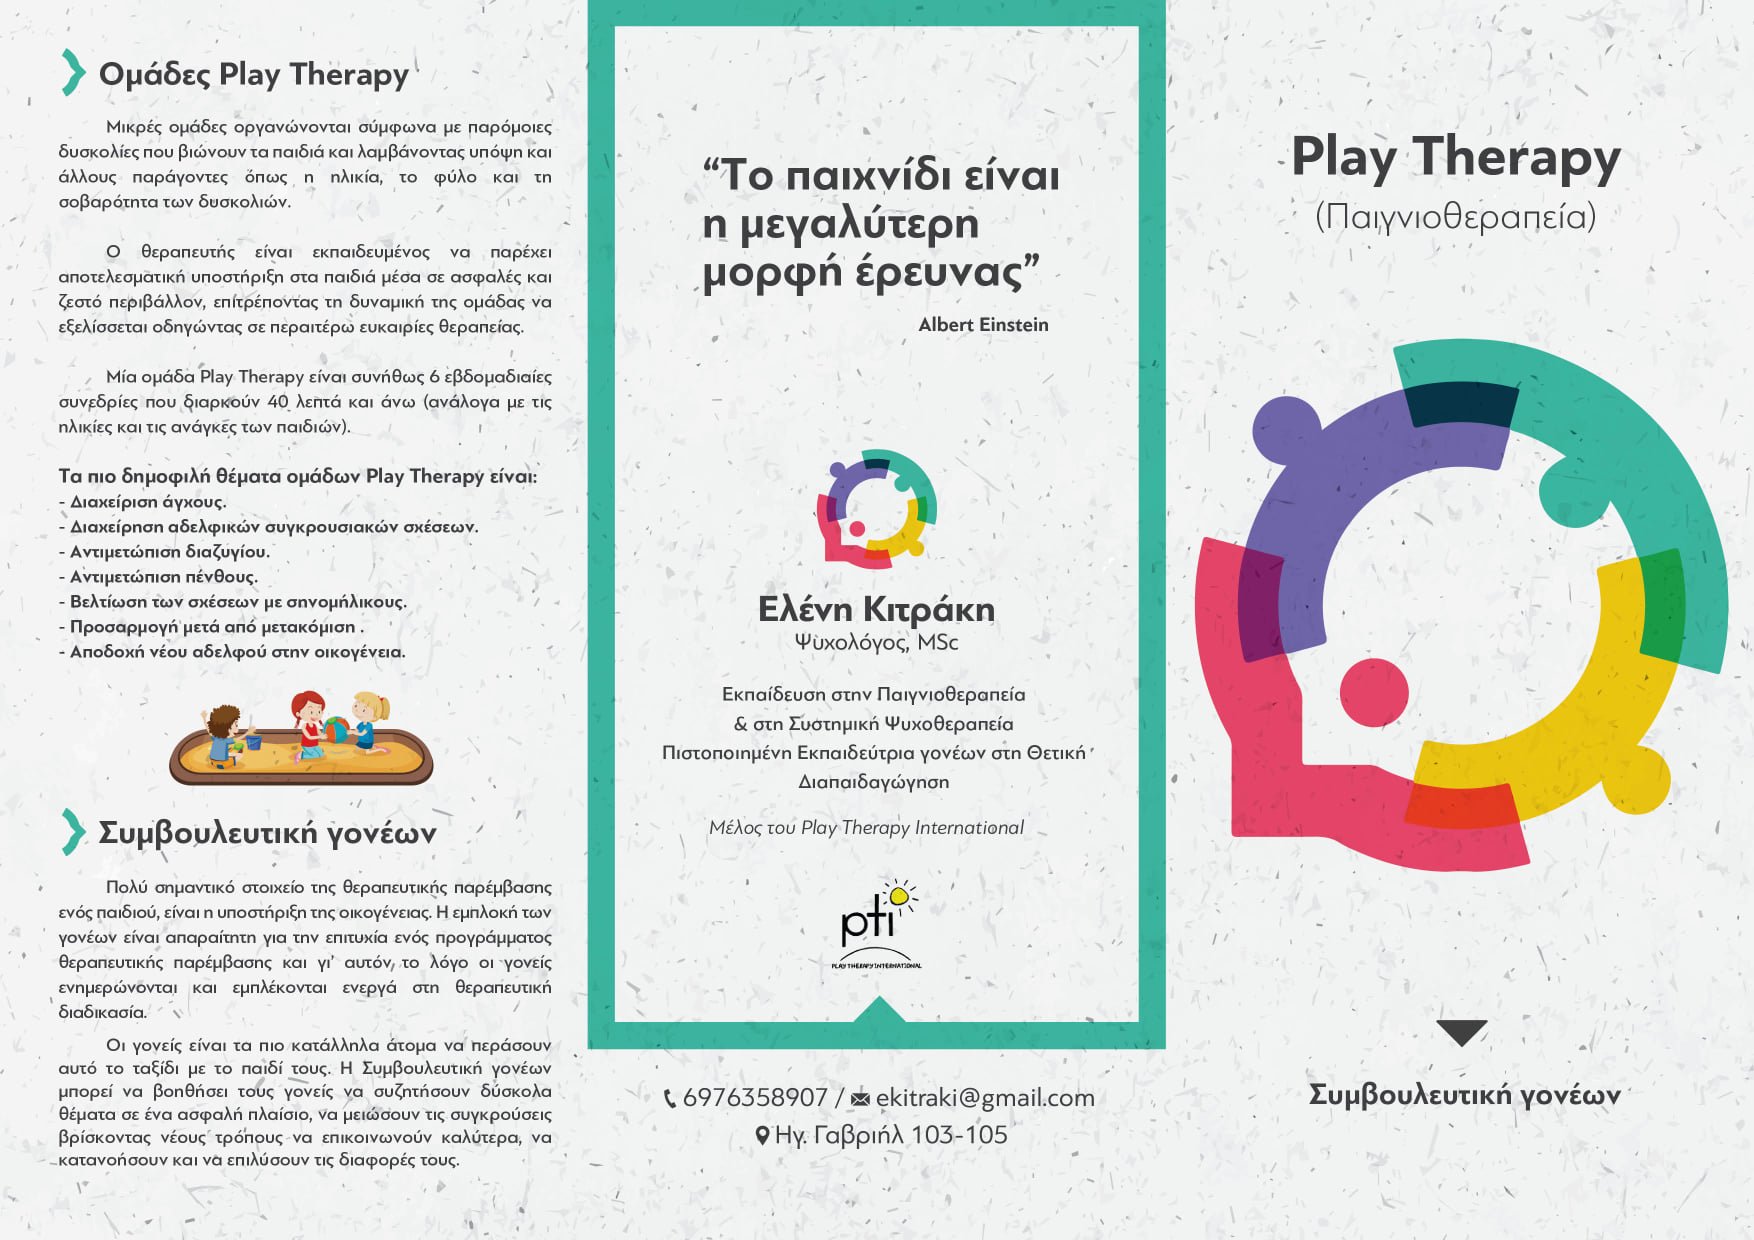 Ομάδες Play Therapy
Μικρές ομάδες οργανώνονται σύμφωνα με παρόμοιες
δυσκολίες που βιώνουν τα παιδιά και λαμβάνοντας υπόψη και
άλλους παράγοντες όπως η ηλικία, το φύλο και τη
σοβαρότητα των δυσκολιών.
Ο θεραπευτής είναι εκπαιδευμένος να παρέχει
αποτελεσματική υποστήριξη στα παιδιά μέσα σε ασφαλές και
ζεστό περιβάλλον, επίτρέποντας τη δυναμική της ομάδας να
εξελίσσεται οδηγώντας σε περαιτέρω ευκαιρίες θεραπείας.
Μία ομάδα Play Therapy είναι συνήθως 6 εβδομαδιαίες
συνεδρίες που διαρκούν 40 λεπτά και άνω (ανάλογα με τις
ηλικίες και τις ανάγκες των παιδιών).
Τα πιο δημοφιλή θέματα ομάδων Play Therapy είναι:
- Διαχείριση άγχους.
- Διαχείρηση αδελφικών συγκρουσιακών σχέσεων.
- Αντιμετώπιση διαζυγίου.
- Αντιμετώπιση πένθους.
- Βελτίωση των σχέσεων με σηνομήλικους.
- Προσαρμογή μετά από μετακόμιση .
- Αποδοχή νέου αδελφού στην οικογένεια.
Συμβουλευτική γονέων
Πολύ σημαντικό στοιχείο της θεραπευτικής παρέμβασης
ενός παιδιού, είναι η υποστήριξη της οικογένειας. Η εμπλοκή των
γονέων είναι απαραίτητη για την επιτυχία ενός προγράμματος
θεραπευτικής παρέμβασης και γι’ αυτόν το λόγο οι γονείς
ενημερώνονται και εμπλέκονται ενεργά στη θεραπευτική
διαδικασία.
Οι γονείς είναι τα πιο κατάλληλα άτομα να περάσουν
αυτό το ταξίδι με το παιδί τους. Η Συμβουλευτική γονέων
μπορεί να βοηθήσει τους γονείς να συζητήσουν δύσκολα
θέματα σε ένα ασφαλή πλαίσιο, να μειώσουν τις συγκρούσεις
βρίσκοντας νέους τρόπους να επικοινωνούν καλύτερα, να
κατανοήσουν και να επιλύσουν τις διαφορές τους.
“Το παιχνίδι είναι
η μεγαλύτερη
μορφή έρευνας”
Albert Einstein
Ελένη Κιτράκη
Ψυχολόγος, MSc
Εκπαίδευση στην Παιγνιοθεραπεία
& στη Συστημική Ψυχοθεραπεία
Πιστοποιημένη Εκπαιδεύτρια γονέων στη Θετική
Διαπαιδαγώγηση
Μέλος του Play Therapy International
pti
PLAY THERAPY INTERNATIONAL
6976358907 / ekitraki@gmail.com
Ηγ. Γαβριήλ 103-105
Play Therapy
(Παιγνιοθεραπεία)
Συμβουλευτική γονέων